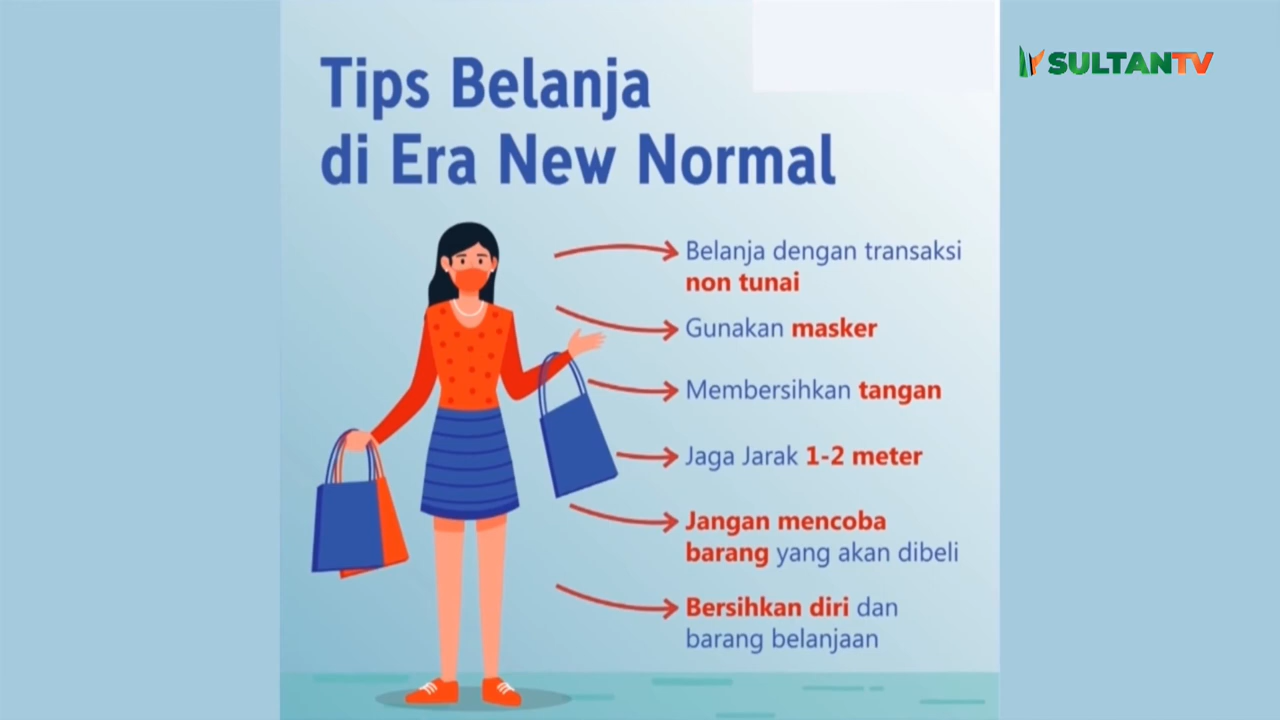 SULTANTV
Tips Belanja
di Era New Normal
Belanja dengan transaksi
non tunai
Gunakan masker
Membersihkan tangan
Jaga Jarak 1-2 meter
Jangan mencoba
barang yang akan dibeli
Bersihkan diri dan
barang belanjaan